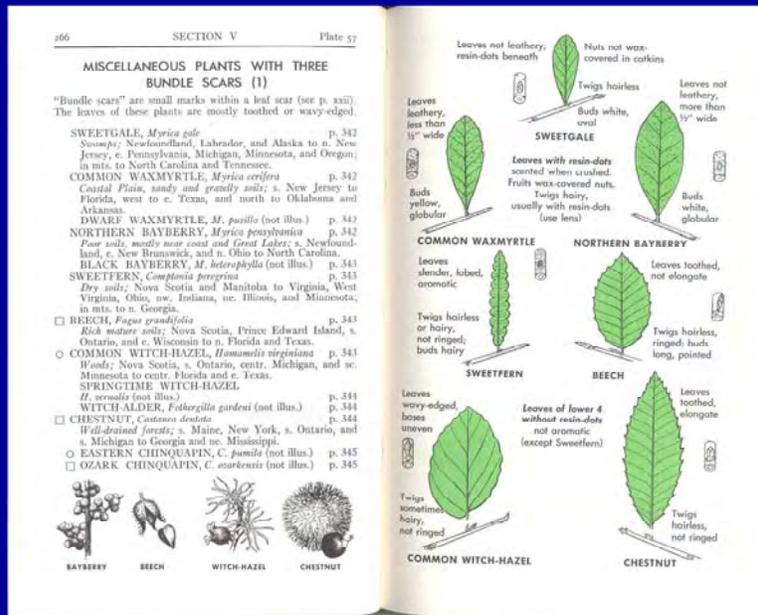 266 SECTION V Plate 57
MISCELLANEOUS PLANTS WITH THREE
BUNDLE SCARS (1)
"Bundle scars" are small marks within a leaf scar (see p. xxii).
The leaves of these plants are mostly toothed or wavy-edged.
SWEETGALE, Myrica gale p. 342
Swamps; Newfoundland, Labrador, and Alaska to n. New
Jersey, e. Pennsylvania, Michigan, Minnesota, and Oregon;
in mts. to North Carolina and Tennessee.
COMMON WAXMYRTLE, Myrica cerifera p. 342
Coastal Plain, sandy and gravelly soils; s. New Jersey to
Florida, west to e. Texas, and north to Oklahoma and
Arkansas.
DWARF WAXMYRTLE, M. pusilla (not illus.) p. 342
NORTHERN BAYBERRY, Myrica pensylvanica p. 342
Poor soils, mostly near coast and Great Lakes; s. Newfound-
land, e. New Brunswick, and n. Ohio to North Carolina.
BLACK BAYBERRY, M. heterophylla (not illus.) p. 343
SWEETFERN, Comptonia peregrina p. 343
Dry soils; Nova Scotia and Manitoba to Virginia, West
Virginia, Ohio, nw. Indiana, ne. Illinois, and Minnesota;
in mts. to n. Georgia.
BEECH, Fagus grandifolia p. 343
Rich mature soils; Nova Scotia, Prince Edward Island, s.
Ontario, and e. Wisconsin to n. Florida and Texas.
COMMON WITCH-HAZEL, Hamamelis virginiana p. 343
Woods; Nova Scotia, s. Ontario, centr. Michigan, and se.
Minnesota to centr. Florida and e. Texas.
SPRINGTIME WITCH-HAZEL
H. vernalis (not illus.) p. 344
WITCH-ALDER, Fothergilla gardeni (not illus.) p. 344
CHESTNUT, Castanea dentata p. 344
Well-drained forests; s. Maine, New York, s. Ontario, and
s. Michigan to Georgia and ne. Mississippi.
EASTERN CHINQUAPIN, C. pumila (not illus.) p. 345
OZARK CHINQUAPIN, C. ozarkensis (not illus.) p. 345
BAYBERRY BEECH WITCH-HAZEL CHESTNUT
Leaves not leathery,
resin-dots beneath
Nuts not wax-
covered in catkins
Twigs hairless
Buds white,
oval
SWEETGALE
Leaves
leathery,
less than
½" wide
Buds
yellow,
globular
COMMON WAXMYRTLE
Leaves with resin-dots
scented when crushed.
Fruits wax-covered nuts.
Twigs hairy,
usually with resin-dots
(use lens)
Leaves not
leathery,
more than
½" wide
Buds
white,
globular
NORTHERN BAYBERRY
Leaves
slender, lobed,
aromatic
Twigs hairless
or hairy,
not ringed;
buds hairy
SWEETFERN
Leaves toothed,
not elongate
Twigs hairless,
ringed; buds
long, pointed
BEECH
Leaves
wavy-edged,
bases
uneven
Twigs
sometimes
hairy,
not ringed
COMMON WITCH-HAZEL
Leaves of lower 4
without resin-dots
not aromatic
(except Sweetfern)
Leaves
toothed,
elongate
Twigs
hairless,
not ringed
CHESTNUT